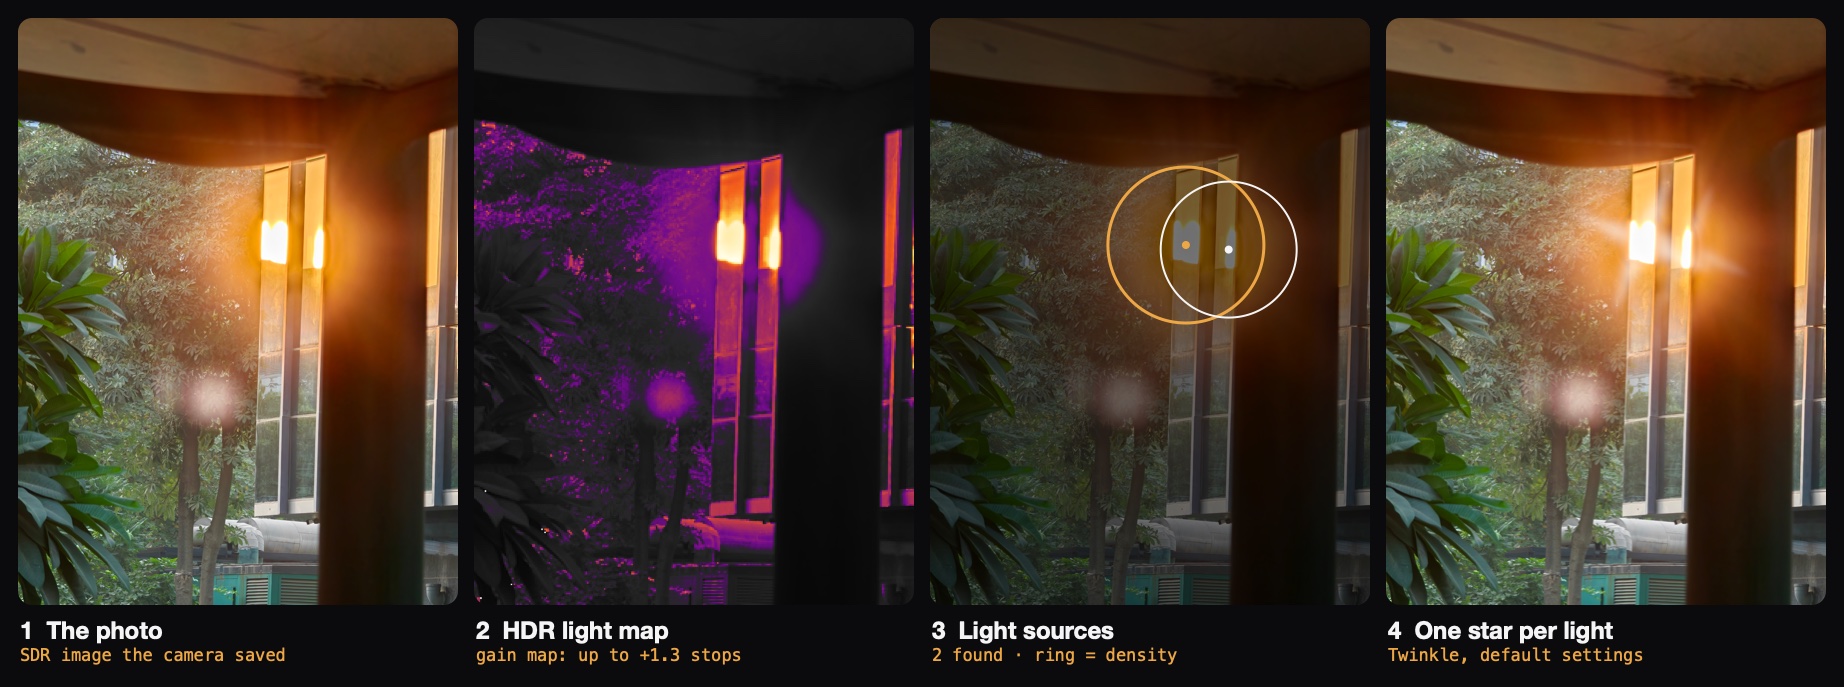 1 The photo
SDR image the camera saved
2 HDR light map
gain map: up to +1.3 stops
3 Light sources
2 found · ring = density
4 One star per light
Twinkle, default settings